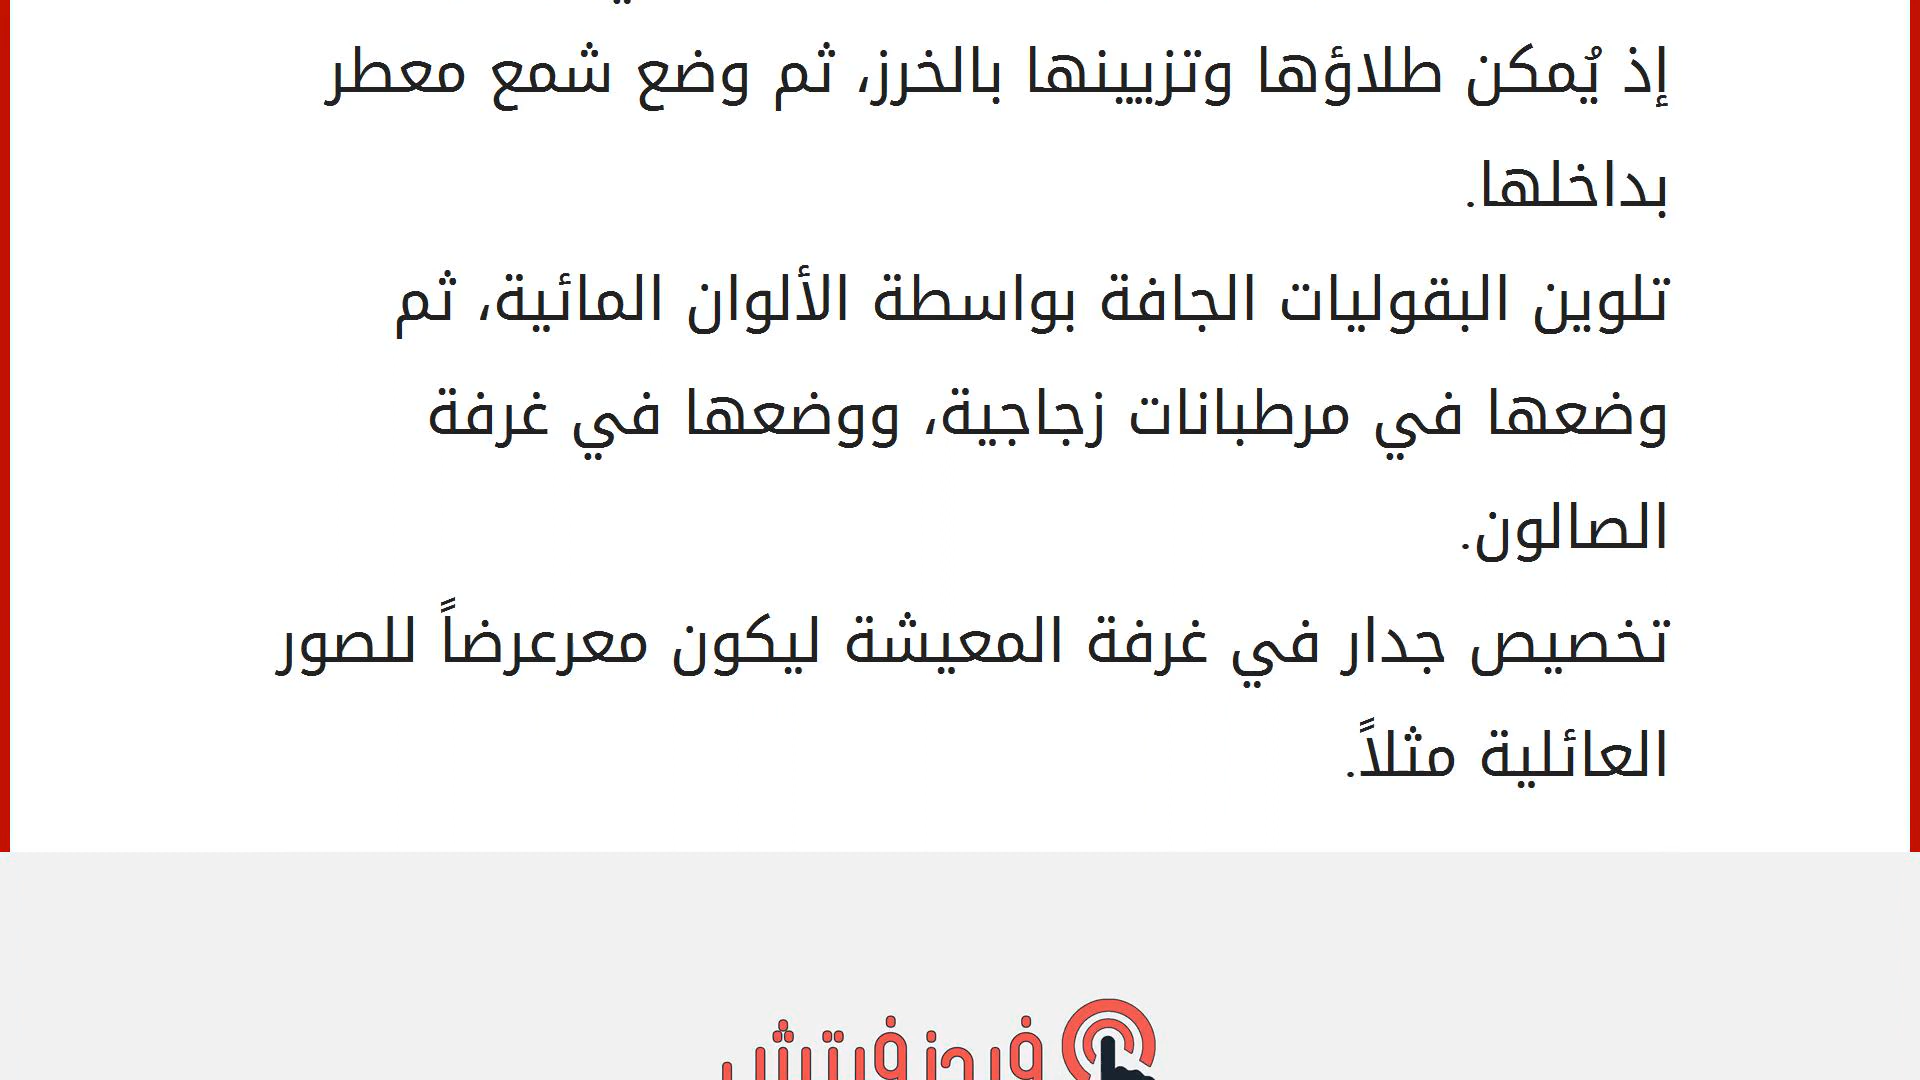 إذ يُمكن طلاؤها وتزيينها بالخرز، ثم وضع شمع معطر
بداخلها.
تلوين البقوليات الجافة بواسطة الألوان المائية، ثم
وضعها في مرطبانات زجاجية، ووضعها في غرفة
الصالون.
تخصيص جدار في غرفة المعيشة ليكون معرعرضاً للصور
العائلية مثلاً.